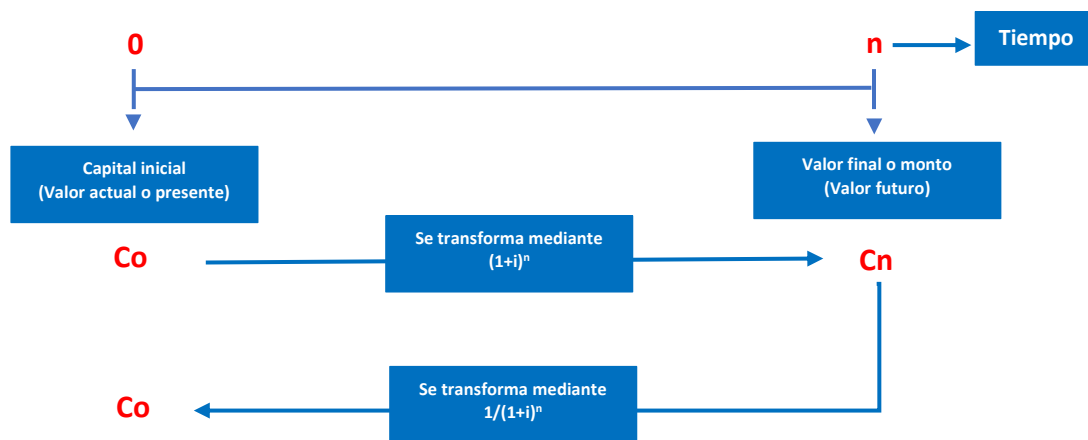 0
n
Tiempo
Capital inicial
(Valor actual o presente)
Valor final o monto
(Valor futuro)
Co
Se transforma mediante
(1+i)ⁿ
Cn
Co
Se transforma mediante
1/(1+i)ⁿ